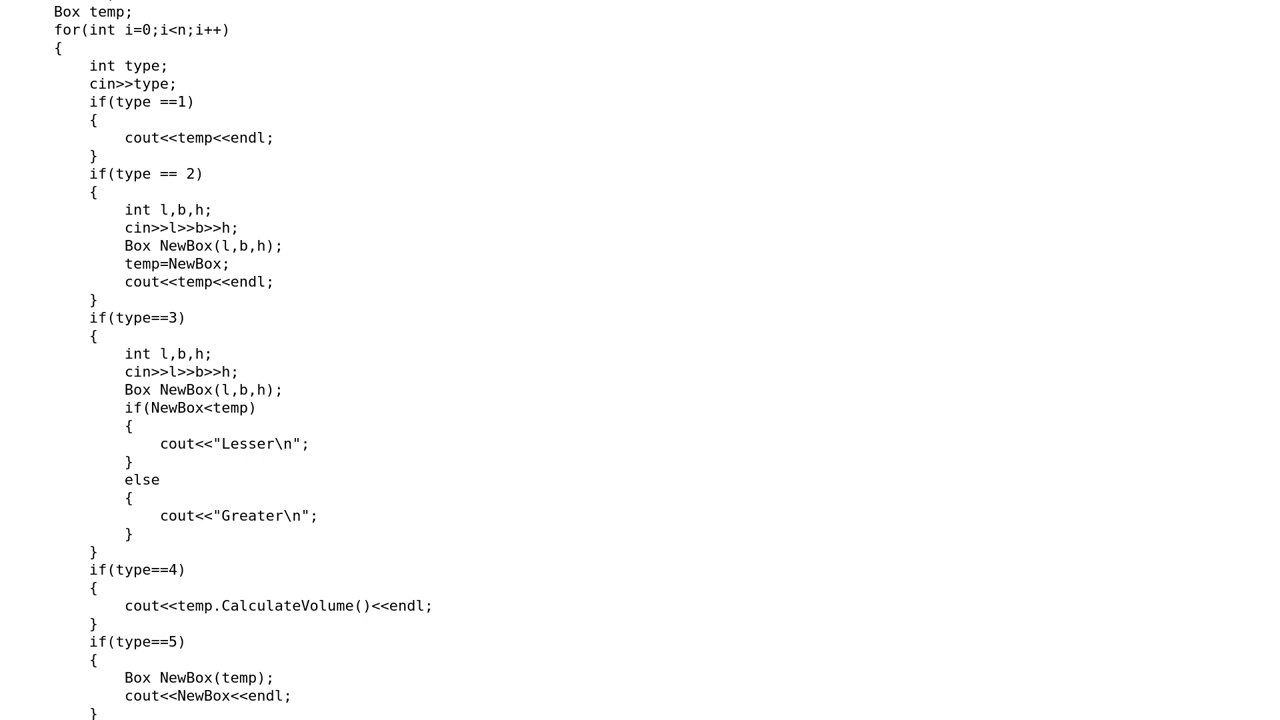 Box temp;
for(int i=0;i<n;i++)
{
int type;
cin>>type;
if(type ==1)
{
cout<<temp<<endl;
}
if(type == 2)
{
int l,b,h;
cin>>l>>b>>h;
Box NewBox(l,b,h);
temp=NewBox;
cout<<temp<<endl;
}
if(type==3)
{
int l,b,h;
cin>>l>>b>>h;
Box NewBox(l,b,h);
if(NewBox<temp)
{
cout<<"Lesser\n";
}
else
{
cout<<"Greater\n";
}
}
if(type==4)
{
cout<<temp.CalculateVolume()<<endl;
}
if(type==5)
{
Box NewBox(temp);
cout<<NewBox<<endl;
}